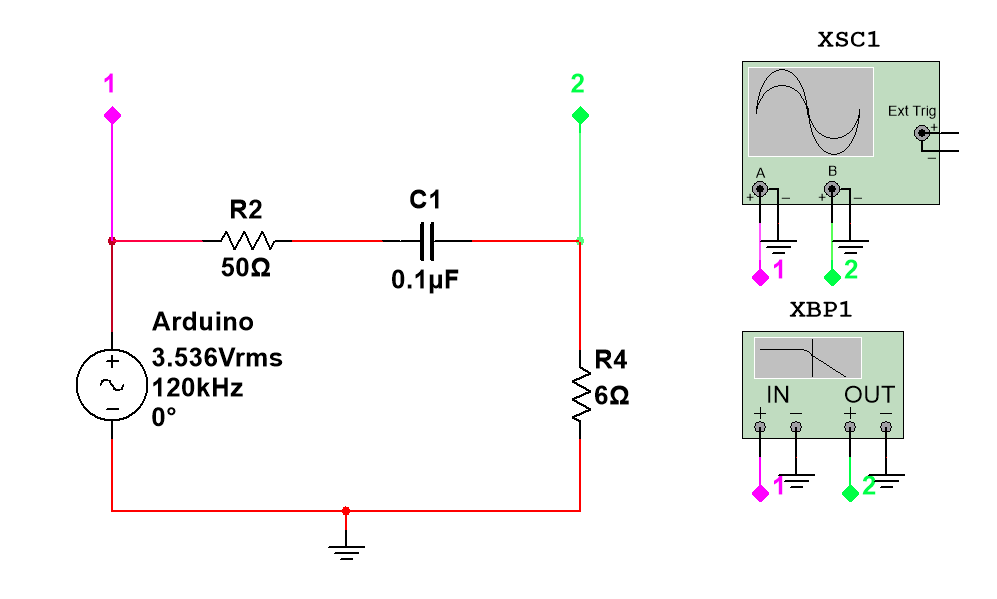 XSC1
1
2
Ext Trig
+
−
A
B
+
−
+
−
R2
C1
50Ω
0.1µF
1
2
XBP1
Arduino
3.536Vrms
120kHz
0°
+
−
R4
6Ω
IN
OUT
+
−
+
−
1
2